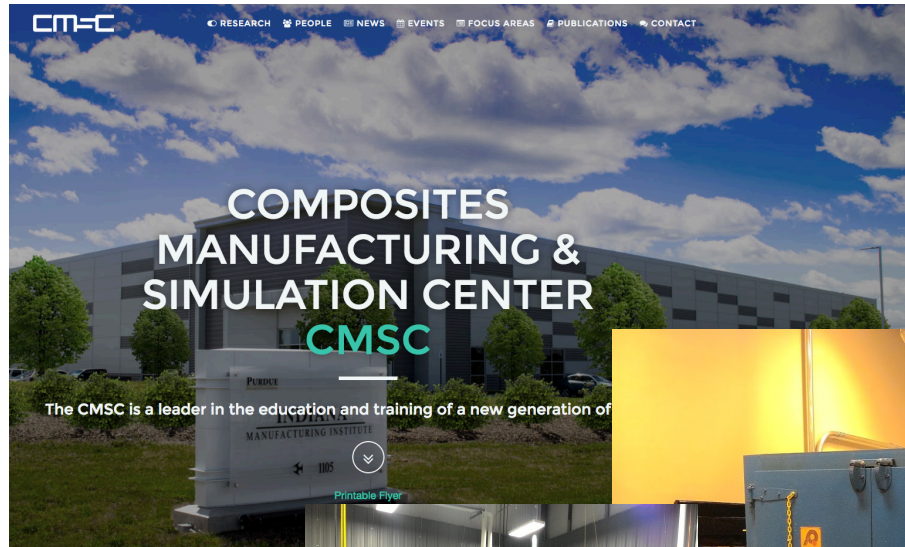 CMSC
RESEARCH PEOPLE NEWS EVENTS FOCUS AREAS PUBLICATIONS CONTACT
COMPOSITES
MANUFACTURING &
SIMULATION CENTER
CMSC
PURDUE
The CMSC is a leader in the education and training of a new generation of
INDIANA
MANUFACTURING INSTITUTE
1105
Printable Flyer